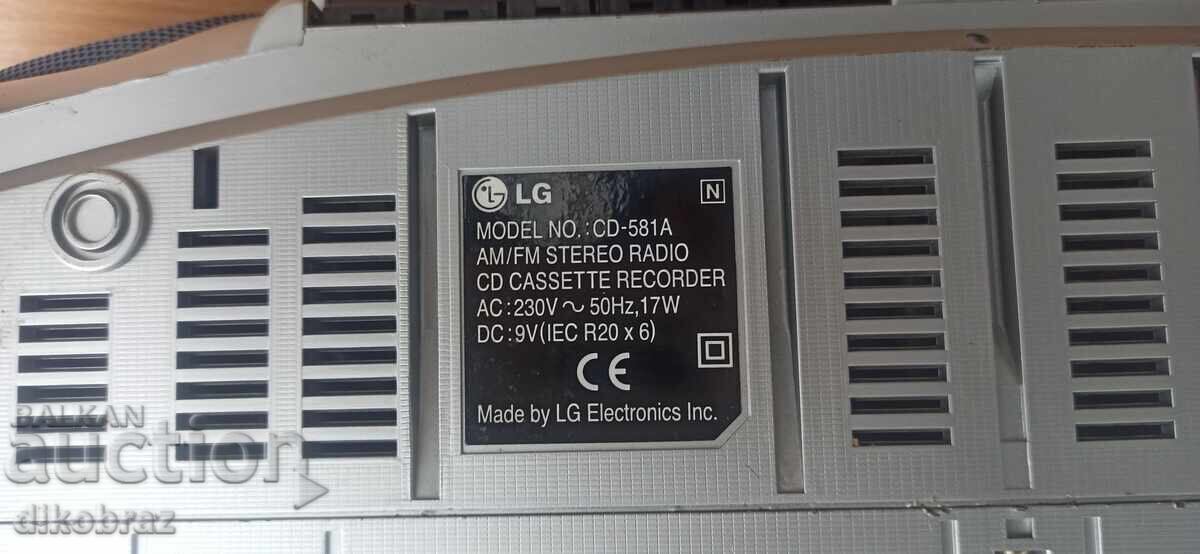 LG
N
MODEL NO.:CD-581A
AM/FM STEREO RADIO
CD CASSETTE RECORDER
AC:230V ~ 50Hz,17W
DC:9V(IEC R20 x 6)
CE
Made by LG Electronics Inc.
BALKAN
auction
dikobraz